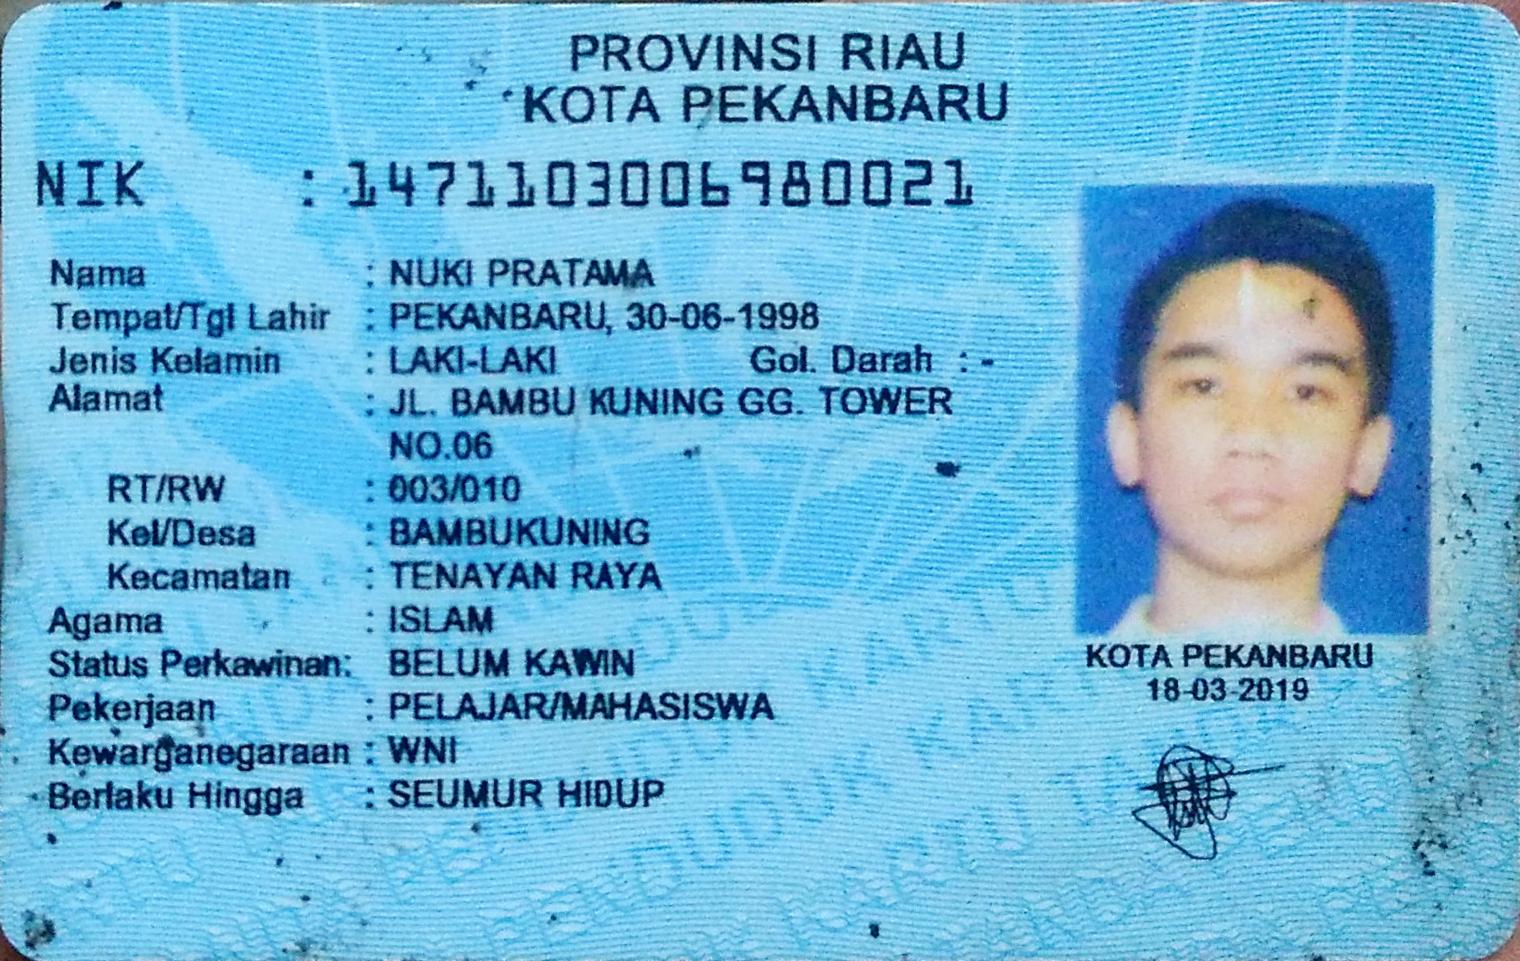 PROVINSI RIAU
KOTA PEKANBARU
NIK : 1471103006980021
Nama : NUKI PRATAMA
Tempat/Tgl Lahir : PEKANBARU, 30-06-1998
Jenis Kelamin : LAKI-LAKI Gol. Darah : -
Alamat : JL. BAMBU KUNING GG. TOWER
NO.06
RT/RW : 003/010
Kel/Desa : BAMBUKUNING
Kecamatan : TENAYAN RAYA
Agama : ISLAM
Status Perkawinan: BELUM KAWIN
Pekerjaan : PELAJAR/MAHASISWA
Kewarganegaraan : WNI
Berlaku Hingga : SEUMUR HIDUP
KOTA PEKANBARU
18-03-2019